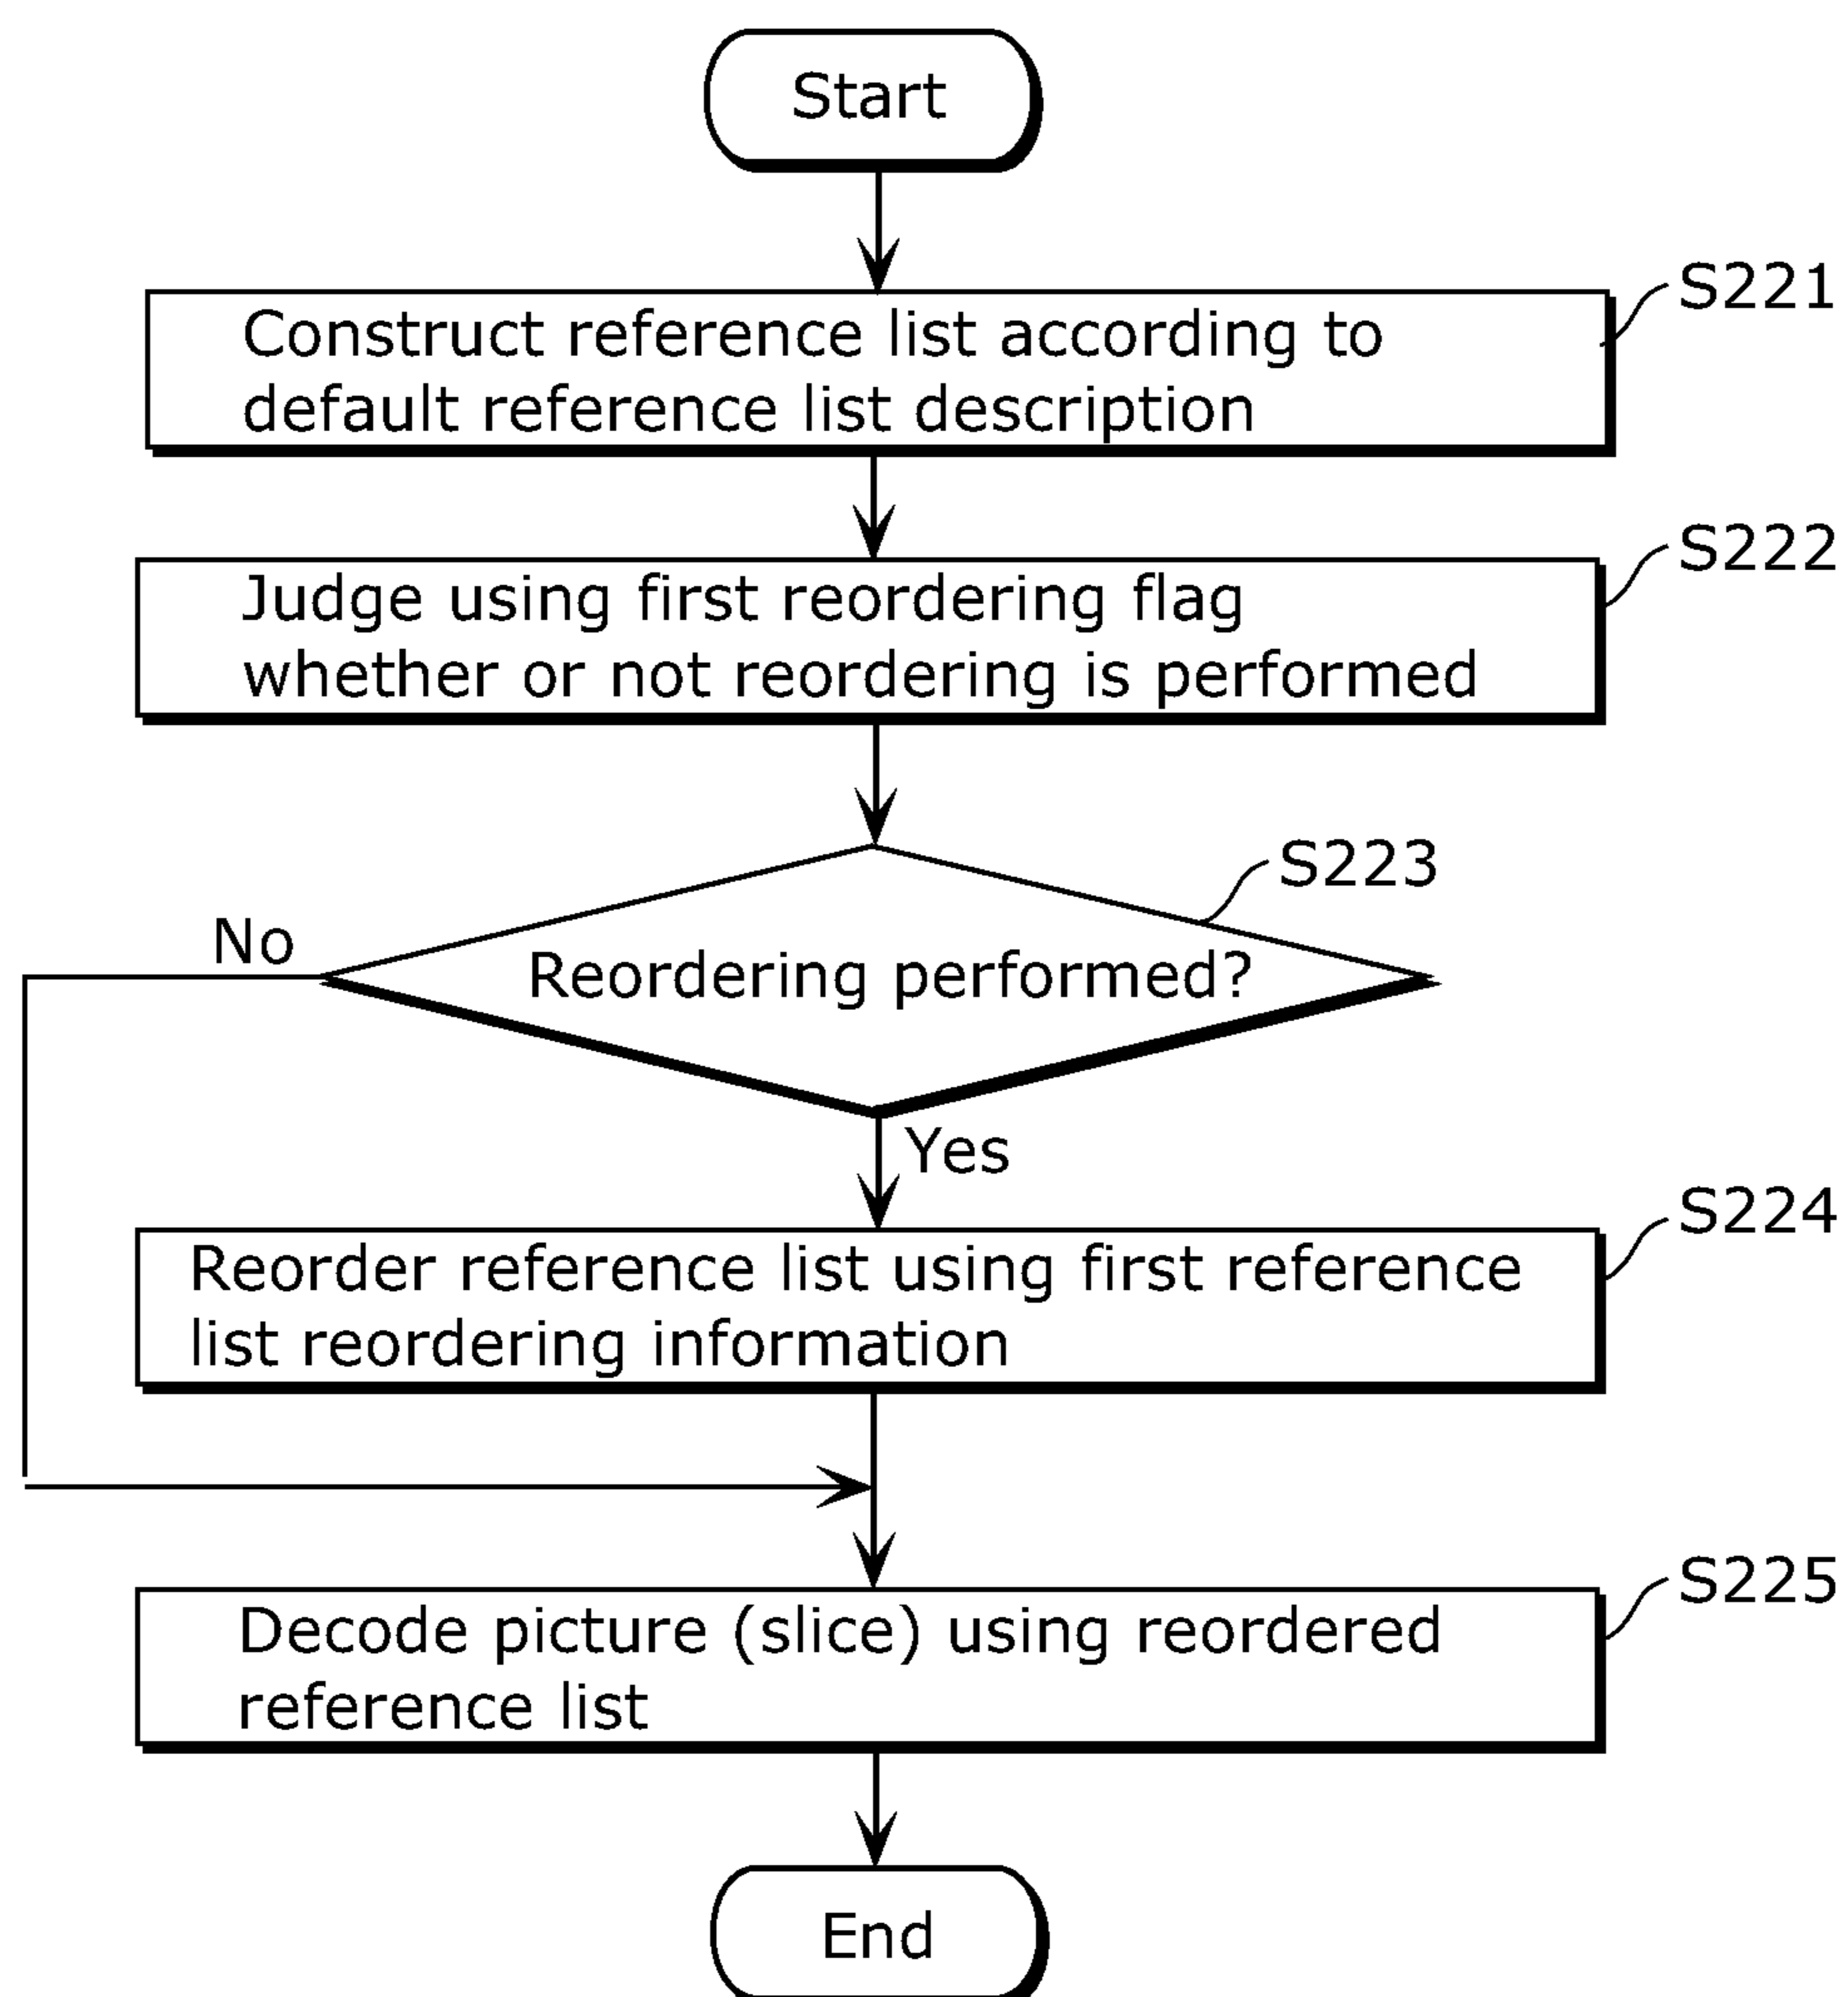 Start
S221
Construct reference list according to
default reference list description
S222
Judge using first reordering flag
whether or not reordering is performed
S223
No
Reordering performed?
Yes
S224
Reorder reference list using first reference
list reordering information
S225
Decode picture (slice) using reordered
reference list
End